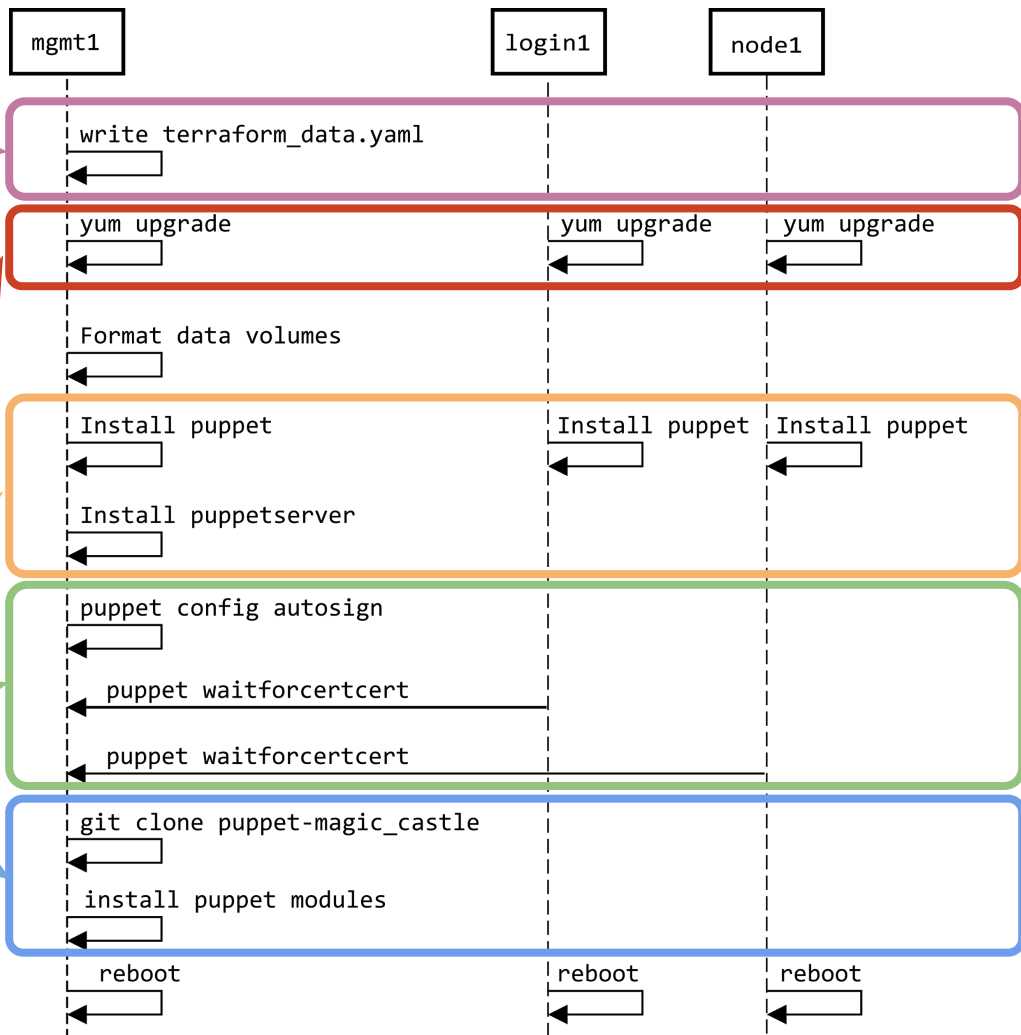 mgmt1
login1
node1
write terraform_data.yaml
yum upgrade
yum upgrade
yum upgrade
Format data volumes
Install puppet
Install puppet
Install puppet
Install puppetserver
puppet config autosign
puppet waitforcertcert
puppet waitforcertcert
git clone puppet-magic_castle
install puppet modules
reboot
reboot
reboot